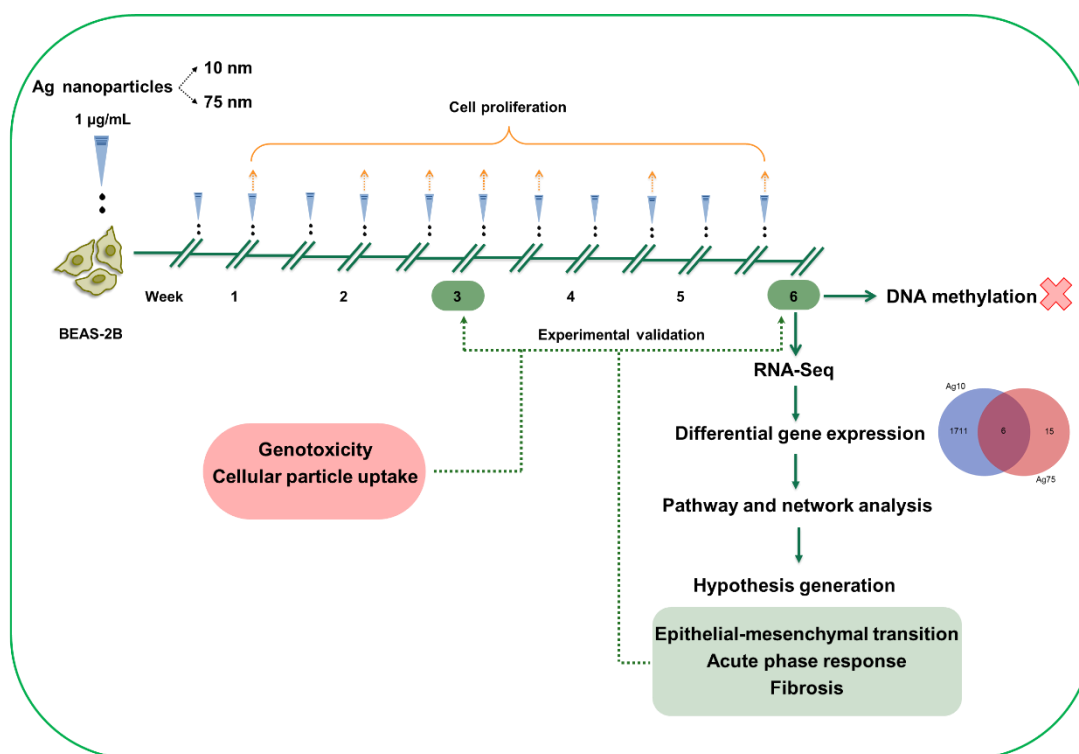 Ag nanoparticles
10 nm
75 nm
1 µg/mL
Cell proliferation
BEAS-2B
Week
1
2
3
4
5
6
DNA methylation
Experimental validation
RNA-Seq
Genotoxicity
Cellular particle uptake
Differential gene expression
Ag10
1711
6
15
Ag75
Pathway and network analysis
Hypothesis generation
Epithelial-mesenchymal transition
Acute phase response
Fibrosis